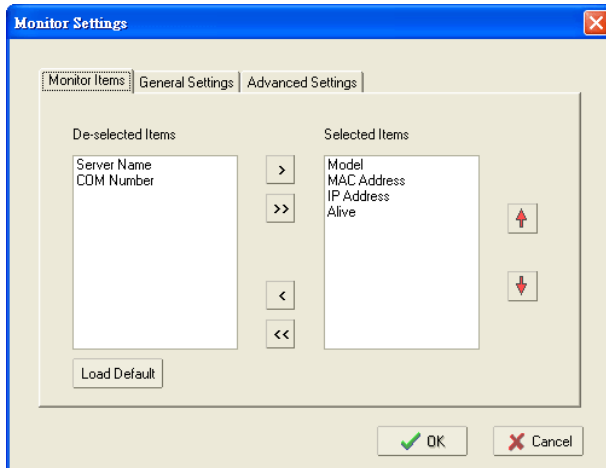 Monitor Settings
Monitor Items
General Settings
Advanced Settings
De-selected Items
Server Name
COM Number
>
>>
<
<<
Load Default
Selected Items
Model
MAC Address
IP Address
Alive
OK
Cancel